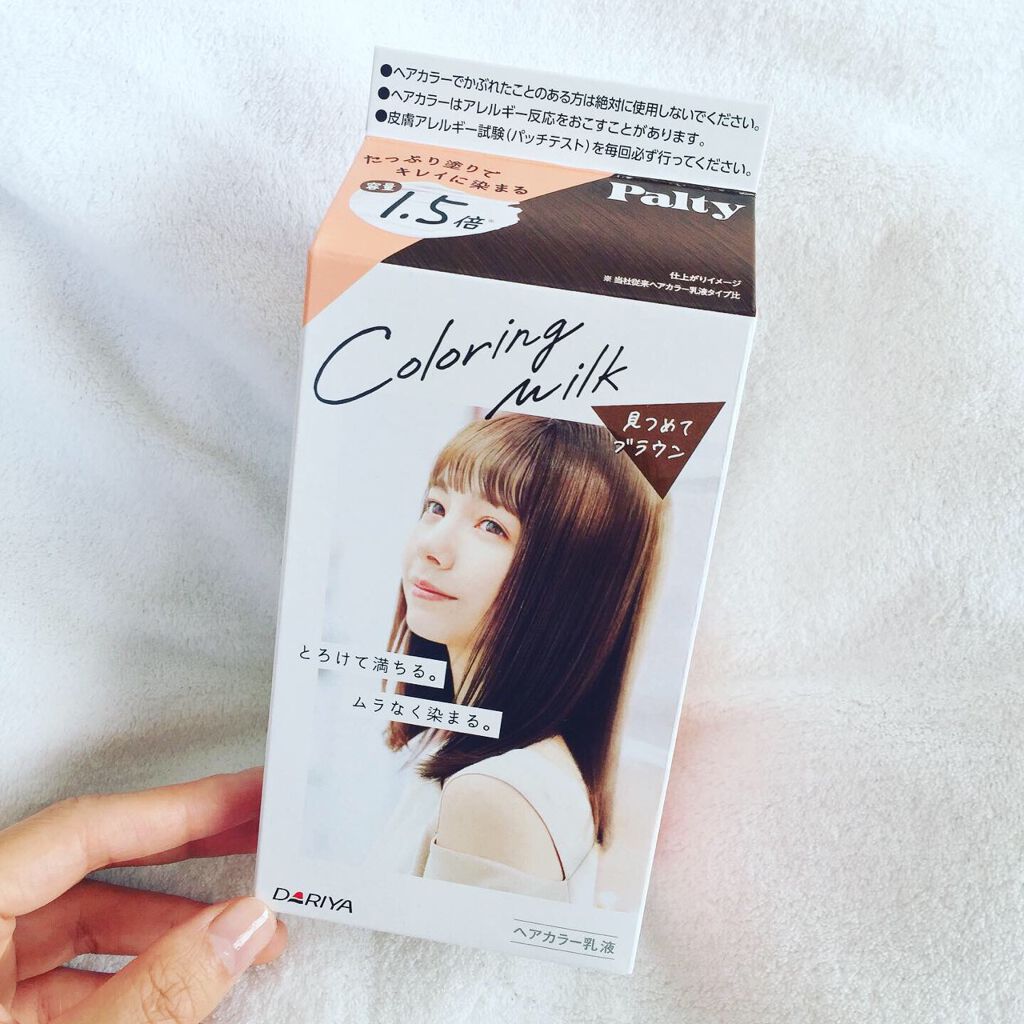 ●ヘアカラーでかぶれたことのある方は絶対に使用しないでください。
●ヘアカラーはアレルギー反応をおこすことがあります。
●皮膚アレルギー試験(パッチテスト)を毎回必ず行ってください。
たっぷり塗りで
キレイに染まる
容量
1.5倍※
Palty
仕上がりイメージ
※当社従来ヘアカラー乳液タイプ比
Coloring
Milk
見つめて
ブラウン
とろけて満ちる。
ムラなく染まる。
DARIYA
ヘアカラー乳液